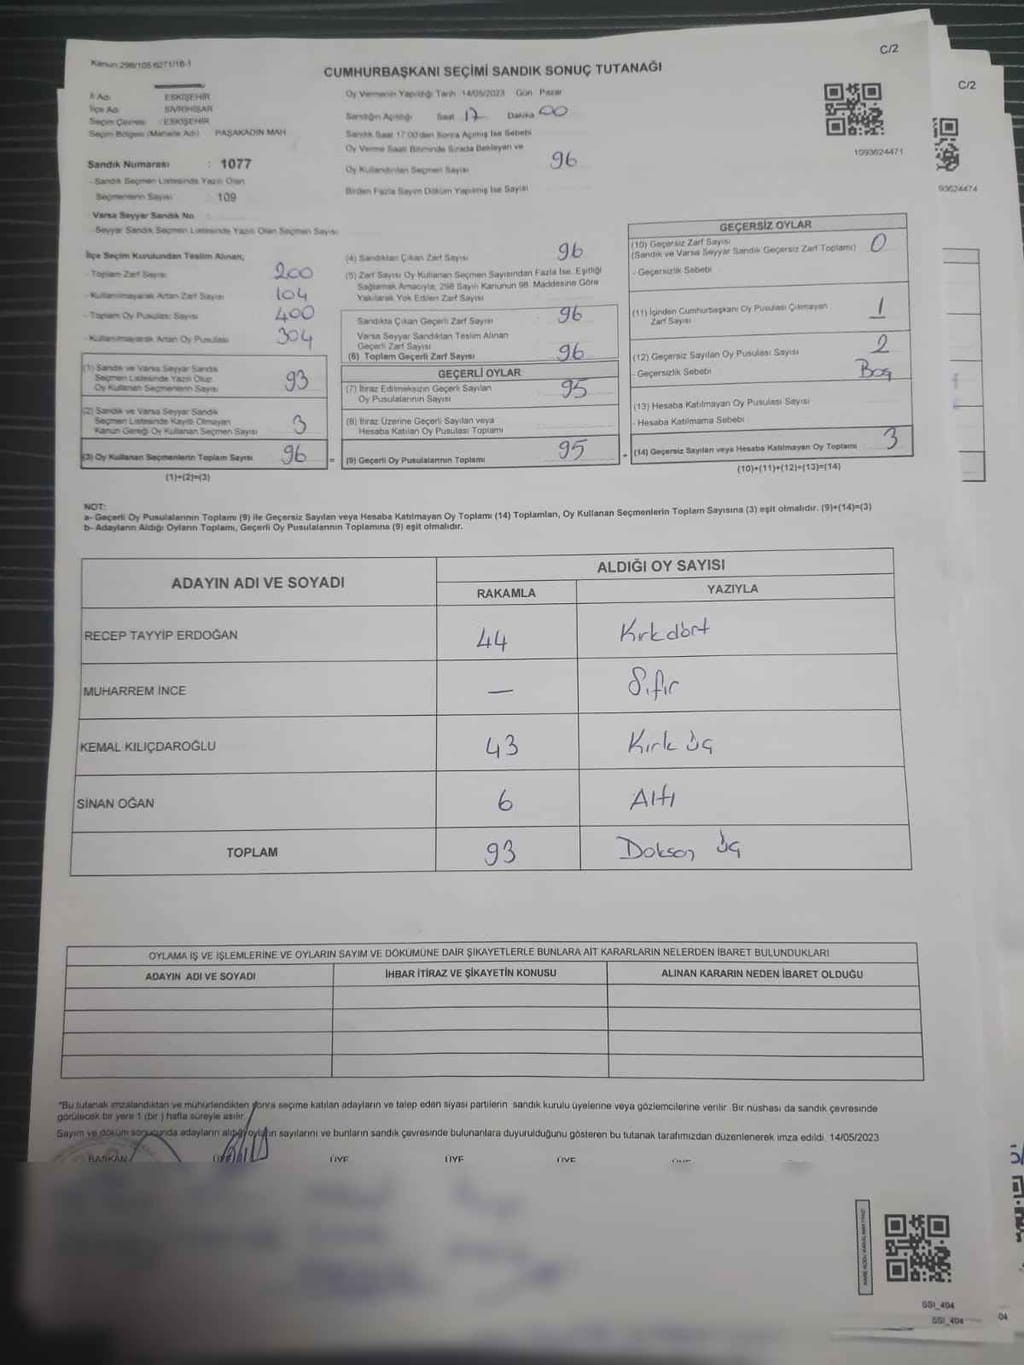 C/2
Kanun:298/105-6271/18-1
CUMHURBAŞKANI SEÇİMİ SANDIK SONUÇ TUTANAĞI
İl Adı : ESKİŞEHİR
İlçe Adı : SİVRİHİSAR
Seçim Çevresi : ESKİŞEHİR
Seçim Bölgesi (Mahalle Adı) PAŞAKADIN MAH
Sandık Numarası : 1077
Sandık Seçmen Listesinde Yazılı Olan
Seçmenlerin Sayısı 109
Varsa Seyyar Sandık No
Seyyar Sandık Seçmen Listesinde Yazılı Olan Seçmen Sayısı
Oy Vermenin Yapıldığı Tarih 14/05/2023 Gün Pazar
Sandığın Açıldığı Saat 17 Dakika 00
Sandık Saat 17:00'den Sonra Açılmış İse Sebebi
Oy Verme Saati Bitiminde Sırada Bekleyen ve
Oy Kullandırılan Seçmen Sayısı 96
Birden Fazla Sayım Döküm Yapılmış İse Sayısı
1093624471
C/2
93624474
İlçe Seçim Kurulundan Teslim Alınan;
- Toplam Zarf Sayısı 200
- Kullanılmayarak Artan Zarf Sayısı 104
- Toplam Oy Pusulası Sayısı 400
- Kullanılmayarak Artan Oy Pusulası 304
(1) Sandık ve Varsa Seyyar Sandık
Seçmen Listesinde Yazılı Olup
Oy Kullanan Seçmenlerin Sayısı 93
(2) Sandık ve Varsa Seyyar Sandık
Seçmen Listesinde Kayıtlı Olmayan
Kanun Gereği Oy Kullanan Seçmen Sayısı 3
(3) Oy Kullanan Seçmenlerin Toplam Sayısı 96 =
(1)+(2)=(3)
(4) Sandıktan Çıkan Zarf Sayısı 96
(5) Zarf Sayısı Oy Kullanan Seçmen Sayısından Fazla İse, Eşitliği
Sağlamak Amacıyla, 298 Sayılı Kanunun 98. Maddesine Göre
Yakılarak Yok Edilen Zarf Sayısı
Sandıkta Çıkan Geçerli Zarf Sayısı 96
Varsa Seyyar Sandıktan Teslim Alınan
Geçerli Zarf Sayısı
(6) Toplam Geçerli Zarf Sayısı 96
GEÇERLİ OYLAR
(7) İtiraz Edilmeksizin Geçerli Sayılan
Oy Pusulalarının Sayısı 95
(8) İtiraz Üzerine Geçerli Sayılan veya
Hesaba Katılan Oy Pusulası Toplamı
(9) Geçerli Oy Pusulalarının Toplamı 95 +
GEÇERSİZ OYLAR
(10) Geçersiz Zarf Sayısı
(Sandık ve Varsa Seyyar Sandık Geçersiz Zarf Toplamı) 0
- Geçersizlik Sebebi
(11) İçinden Cumhurbaşkanı Oy Pusulası Çıkmayan
Zarf Sayısı 1
(12) Geçersiz Sayılan Oy Pusulası Sayısı 2
- Geçersizlik Sebebi Boş
(13) Hesaba Katılmayan Oy Pusulası Sayısı
- Hesaba Katılmama Sebebi
(14) Geçersiz Sayılan veya Hesaba Katılmayan Oy Toplamı 3
(10)+(11)+(12)+(13)=(14)
NOT:
a- Geçerli Oy Pusulalarının Toplamı (9) ile Geçersiz Sayılan veya Hesaba Katılmayan Oy Toplamı (14) Toplamları, Oy Kullanan Seçmenlerin Toplam Sayısına (3) eşit olmalıdır. (9)+(14)=(3)
b- Adayların Aldığı Oyların Toplamı, Geçerli Oy Pusulalarının Toplamına (9) eşit olmalıdır.
ADAYIN ADI VE SOYADI ALDIĞI OY SAYISI
RAKAMLA YAZIYLA
RECEP TAYYİP ERDOĞAN 44 Kırkdört
MUHARREM İNCE — Sıfır
KEMAL KILIÇDAROĞLU 43 Kırk üç
SİNAN OĞAN 6 Altı
TOPLAM 93 Doksan üç
OYLAMA İŞ VE İŞLEMLERİNE VE OYLARIN SAYIM VE DÖKÜMÜNE DAİR ŞİKAYETLERLE BUNLARA AİT KARARLARIN NELERDEN İBARET BULUNDUKLARI
ADAYIN ADI VE SOYADI İHBAR İTİRAZ VE ŞİKAYETİN KONUSU ALINAN KARARIN NEDEN İBARET OLDUĞU
*Bu tutanak imzalandıktan ve mühürlendikten sonra seçime katılan adayların ve talep eden siyasi partilerin sandık kurulu üyelerine veya gözlemcilerine verilir. Bir nüshası da sandık çevresinde
görülecek bir yere 1 (bir) hafta süreyle asılır.
Sayım ve döküm sonucunda adayların aldığı oyların sayılarını ve bunların sandık çevresinde bulunanlara duyurulduğunu gösteren bu tutanak tarafımızdan düzenlenerek imza edildi. 14/05/2023
BAŞKAN ÜYE ÜYE ÜYE
SSI_404
SSI_404
04